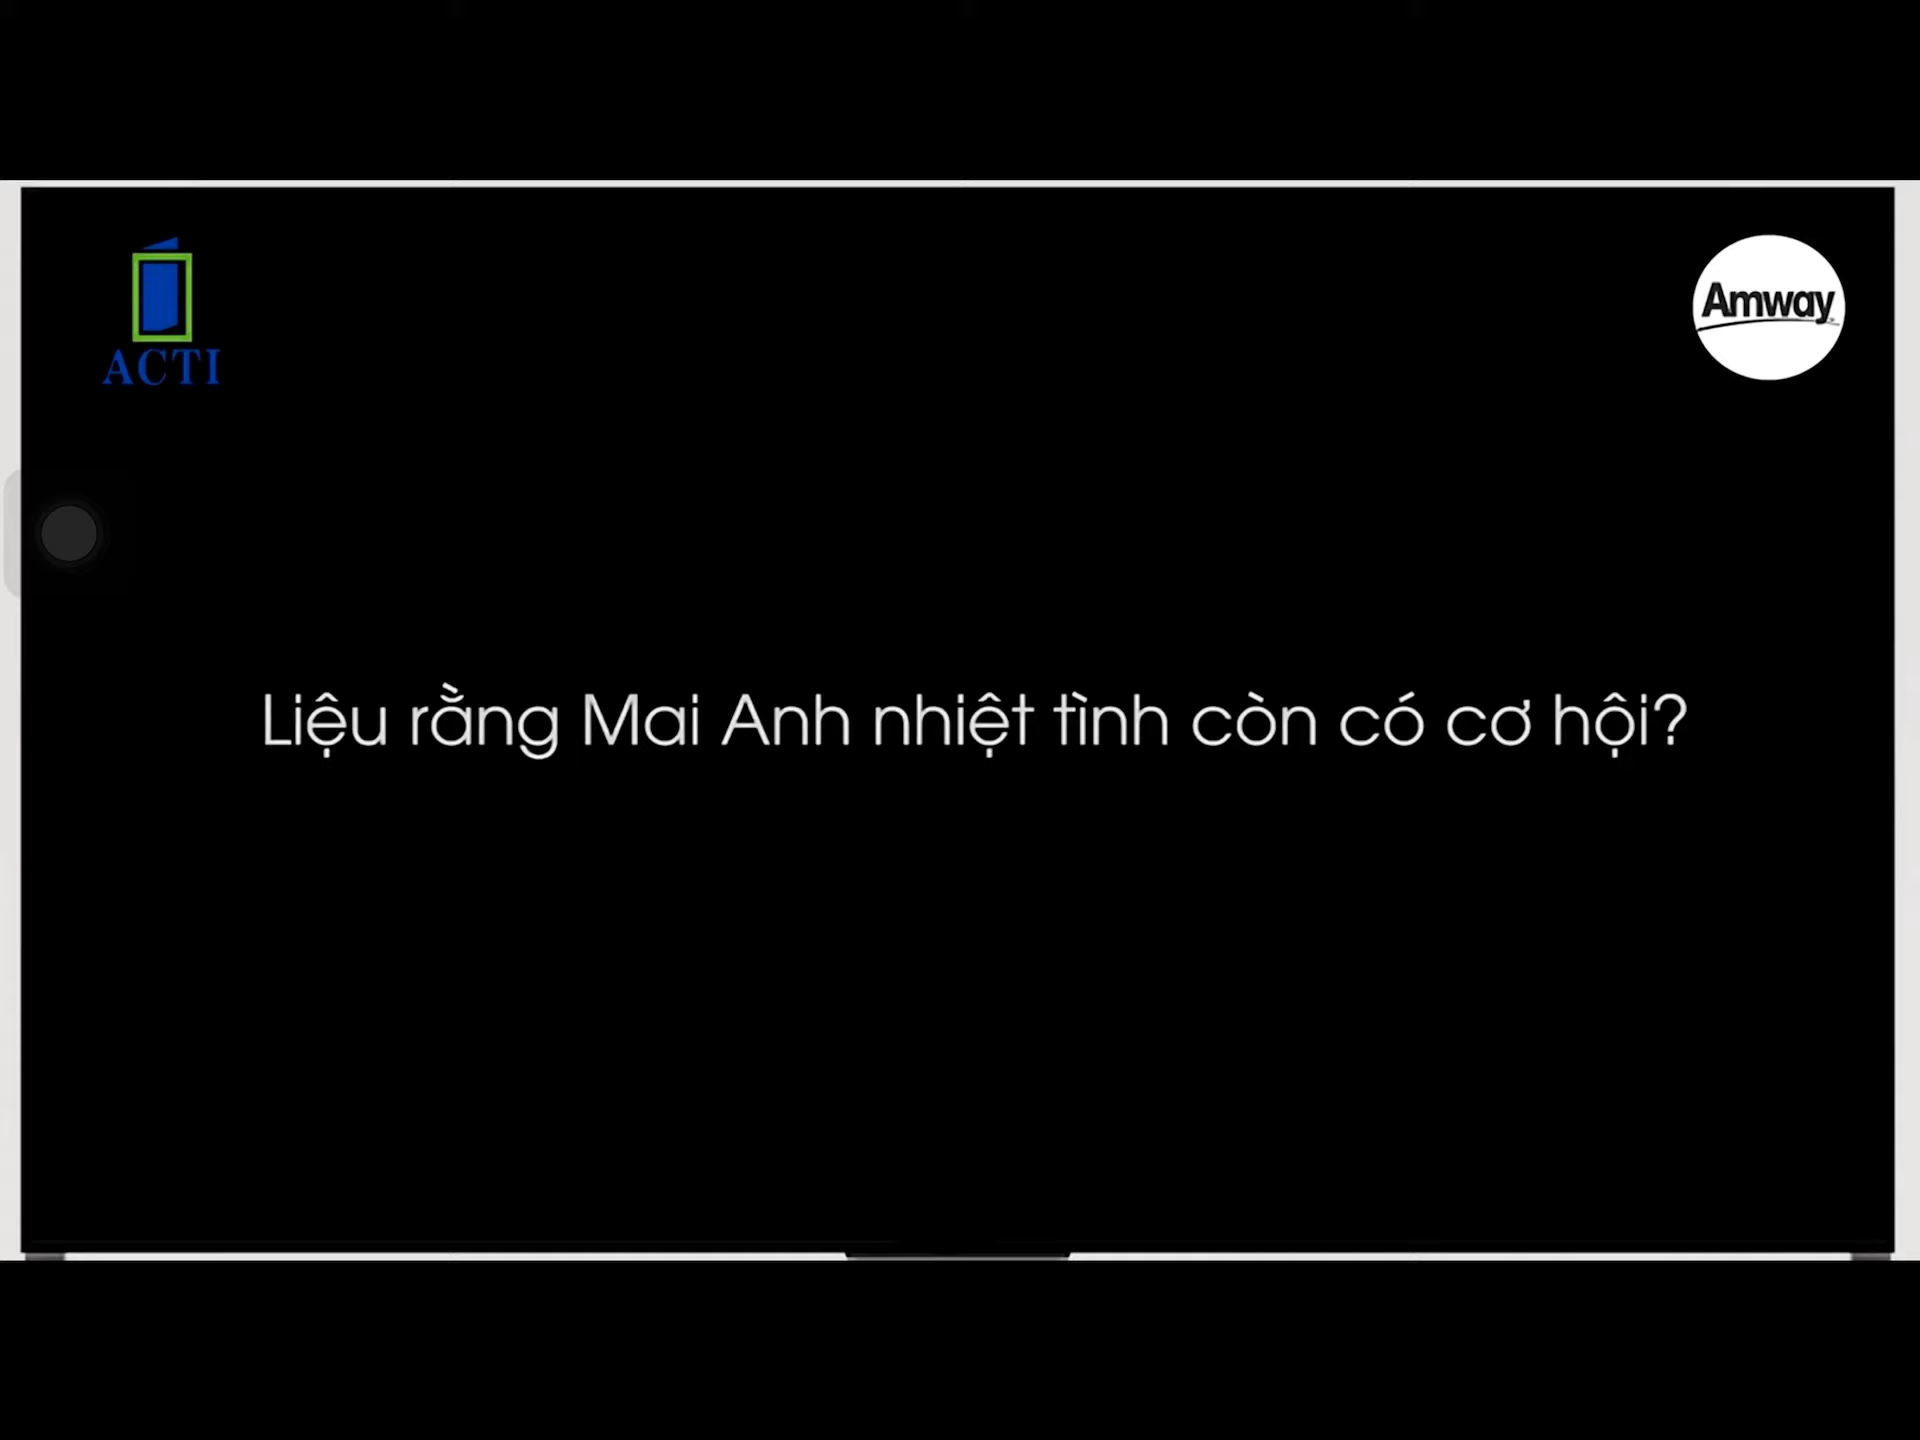 ACTI
Amway
Liệu rằng Mai Anh nhiệt tình còn có cơ hội?